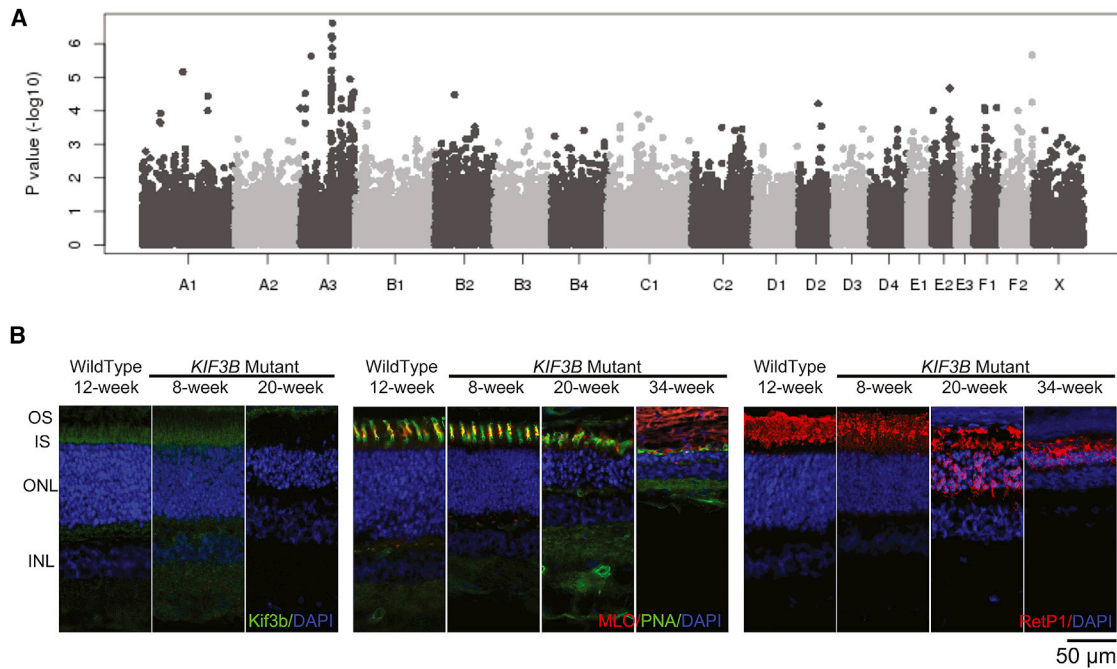 A
P value (-log10)
6
5
4
3
2
1
0
A1 A2 A3 B1 B2 B3 B4 C1 C2 D1 D2 D3 D4 E1 E2 E3 F1 F2 X
B
WildType KIF3B Mutant
12-week 8-week 20-week
WildType KIF3B Mutant
12-week 8-week 20-week 34-week
WildType KIF3B Mutant
12-week 8-week 20-week 34-week
OS
IS
ONL
INL
Kif3b/DAPI
MLC/PNA/DAPI
RetP1/DAPI
50 µm